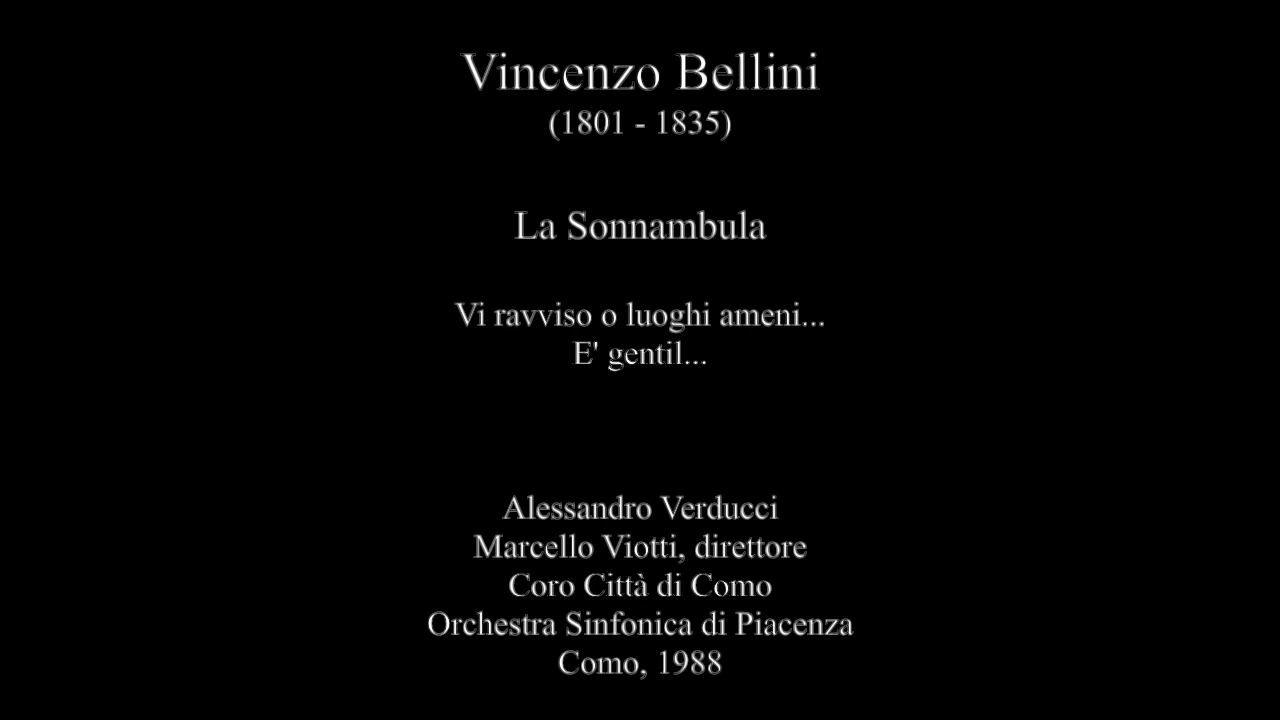 Vincenzo Bellini
(1801 - 1835)
La Sonnambula
Vi ravviso o luoghi ameni...
E' gentil...
Alessandro Verducci
Marcello Viotti, direttore
Coro Città di Como
Orchestra Sinfonica di Piacenza
Como, 1988